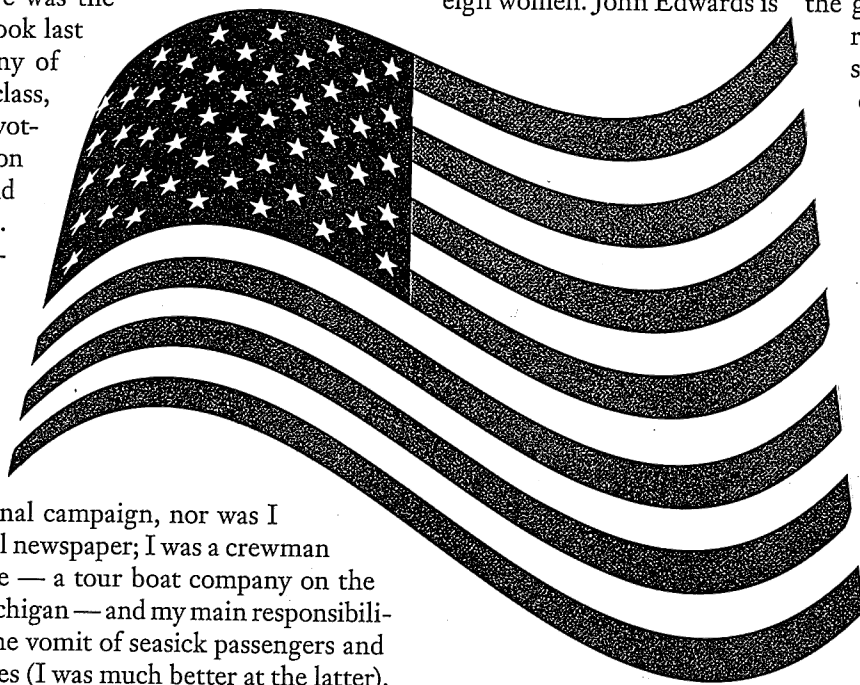 was the
ook last
ny of
class,
vot-
on
d
.
-
eigh women. John Edwards is
the g
r
s
nal campaign, nor was I
l newspaper; I was a crewman
e — a tour boat company on the
chigan — and my main responsibili-
ne vomit of seasick passengers and
es (I was much better at the latter).